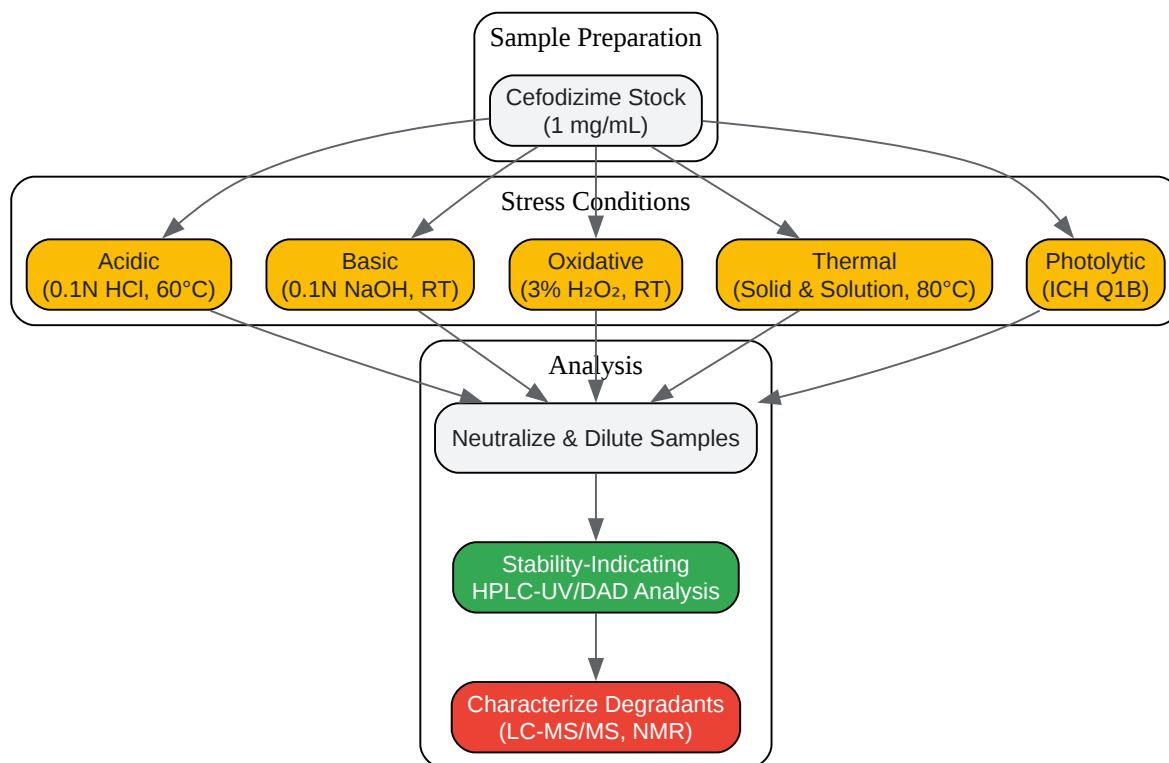 Sample Preparation
Cefodizime Stock
(1 mg/mL)
Stress Conditions
Acidic
(0.1N HCl, 60°C)
Basic
(0.1N NaOH, RT)
Oxidative
(3% H₂O₂, RT)
Thermal
(Solid & Solution, 80°C)
Photolytic
(ICH Q1B)
Analysis
Neutralize & Dilute Samples
Stability-Indicating
HPLC-UV/DAD Analysis
Characterize Degradants
(LC-MS/MS, NMR)